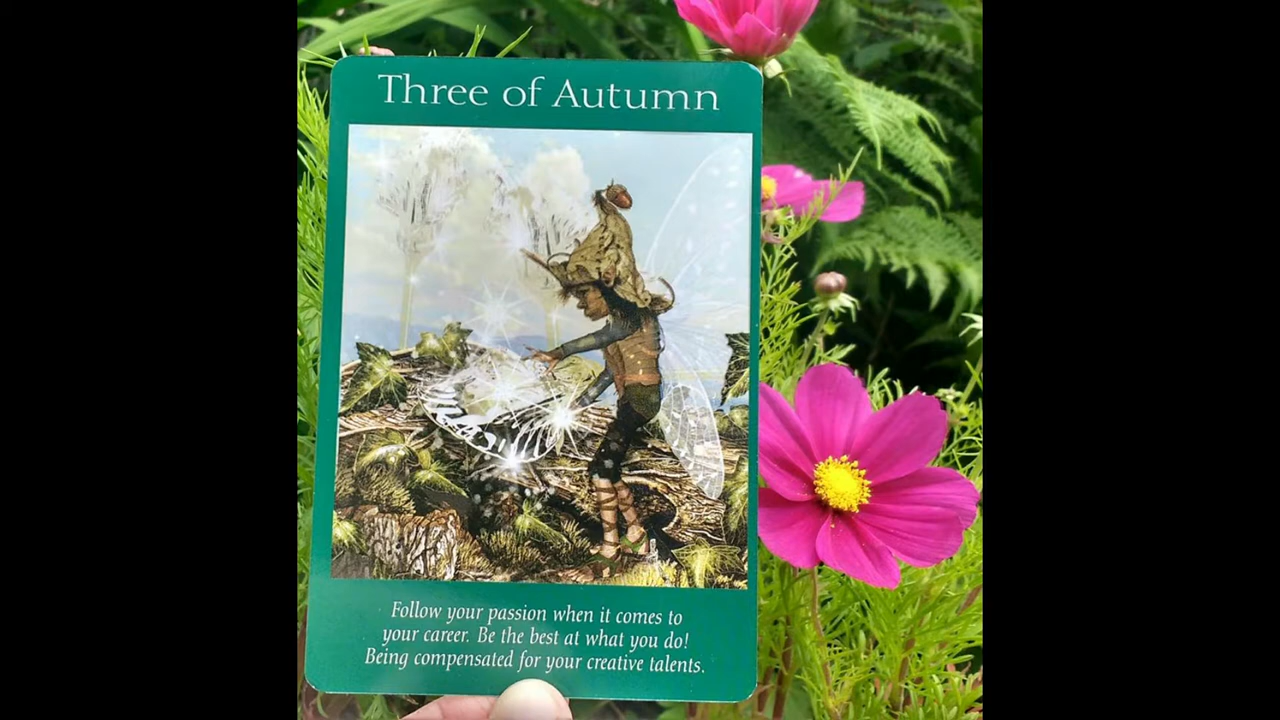 Three of Autumn
Follow your passion when it comes to
your career. Be the best at what you do!
Being compensated for your creative talents.